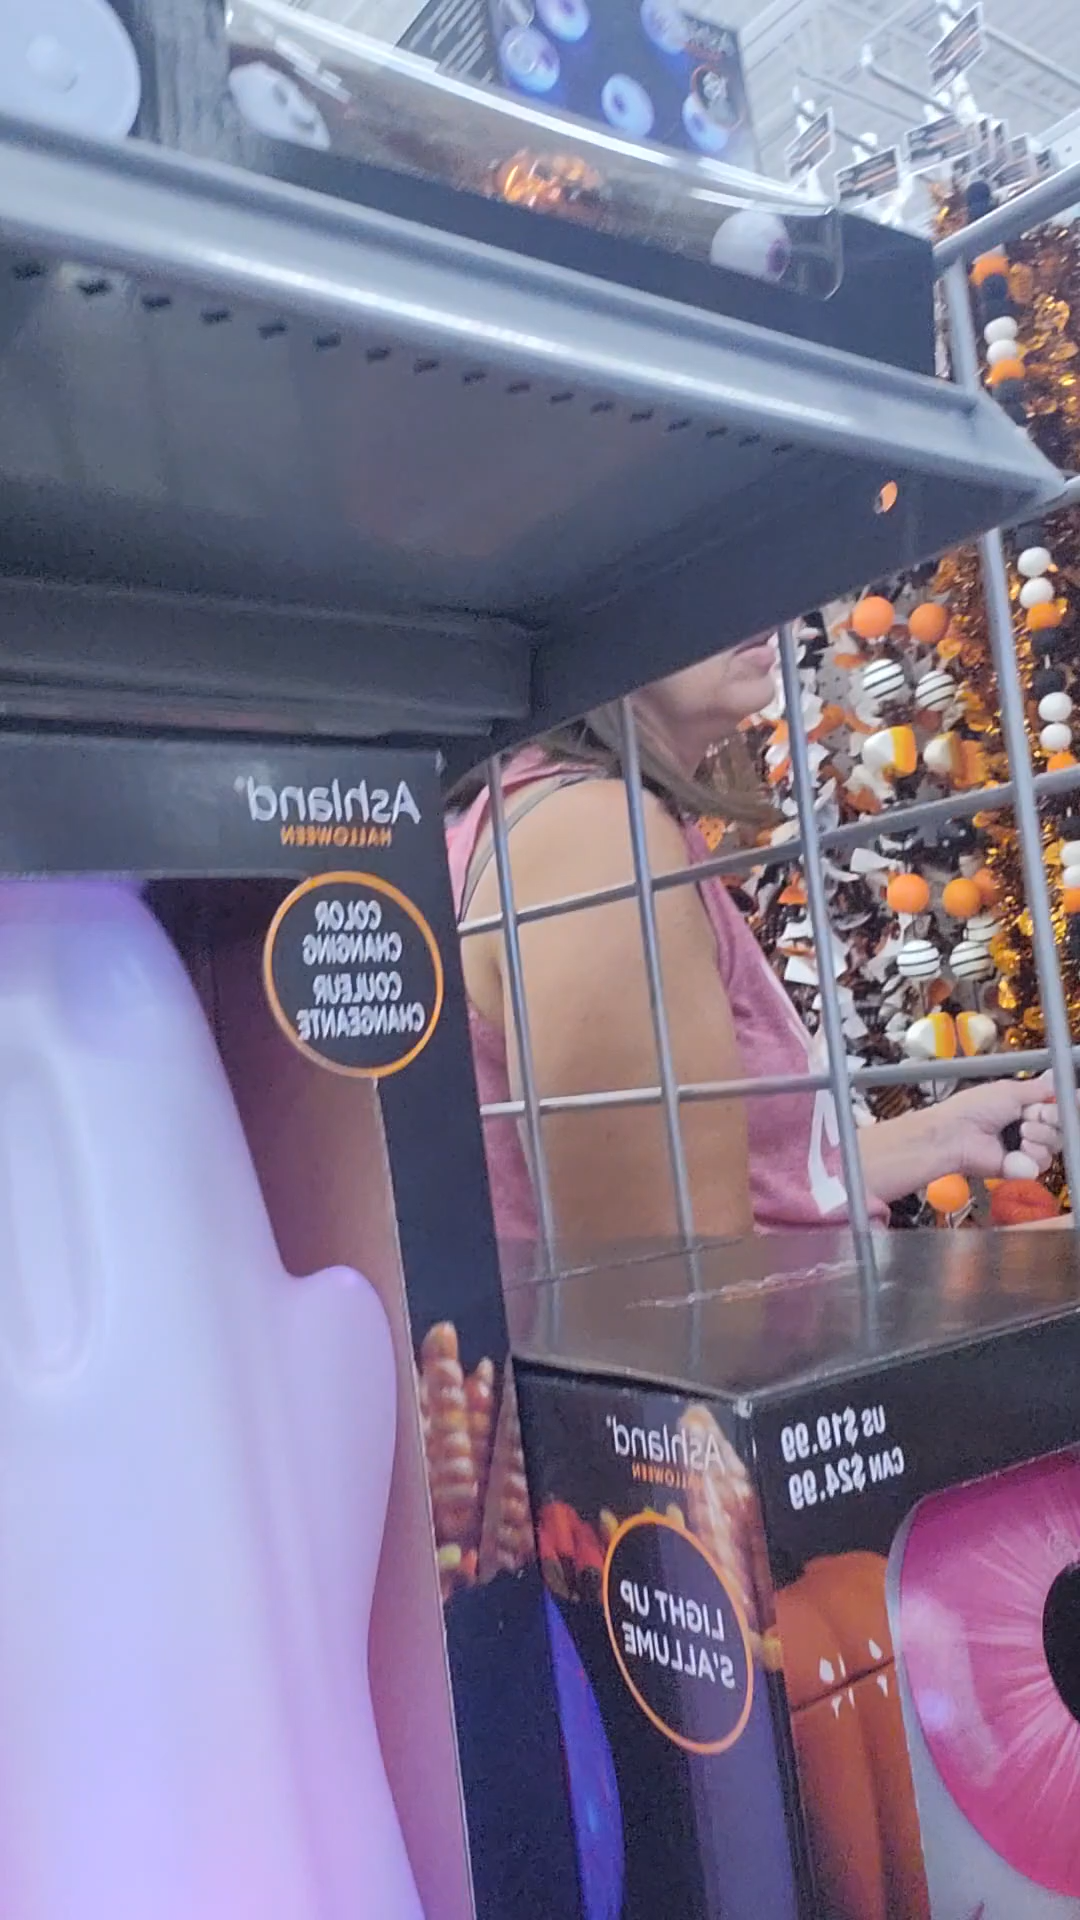 Ashland®
HALLOWEEN
COLOR
CHANGING
COULEUR
CHANGEANTE
Ashland®
HALLOWEEN
US $19.99
CAN $24.99
LIGHT UP
S'ALLUME